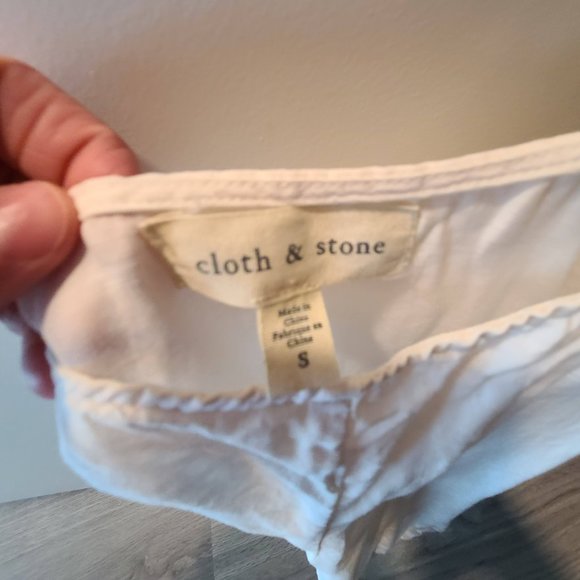 cloth & stone
Made in
China
Fabriqué en
Chine
S